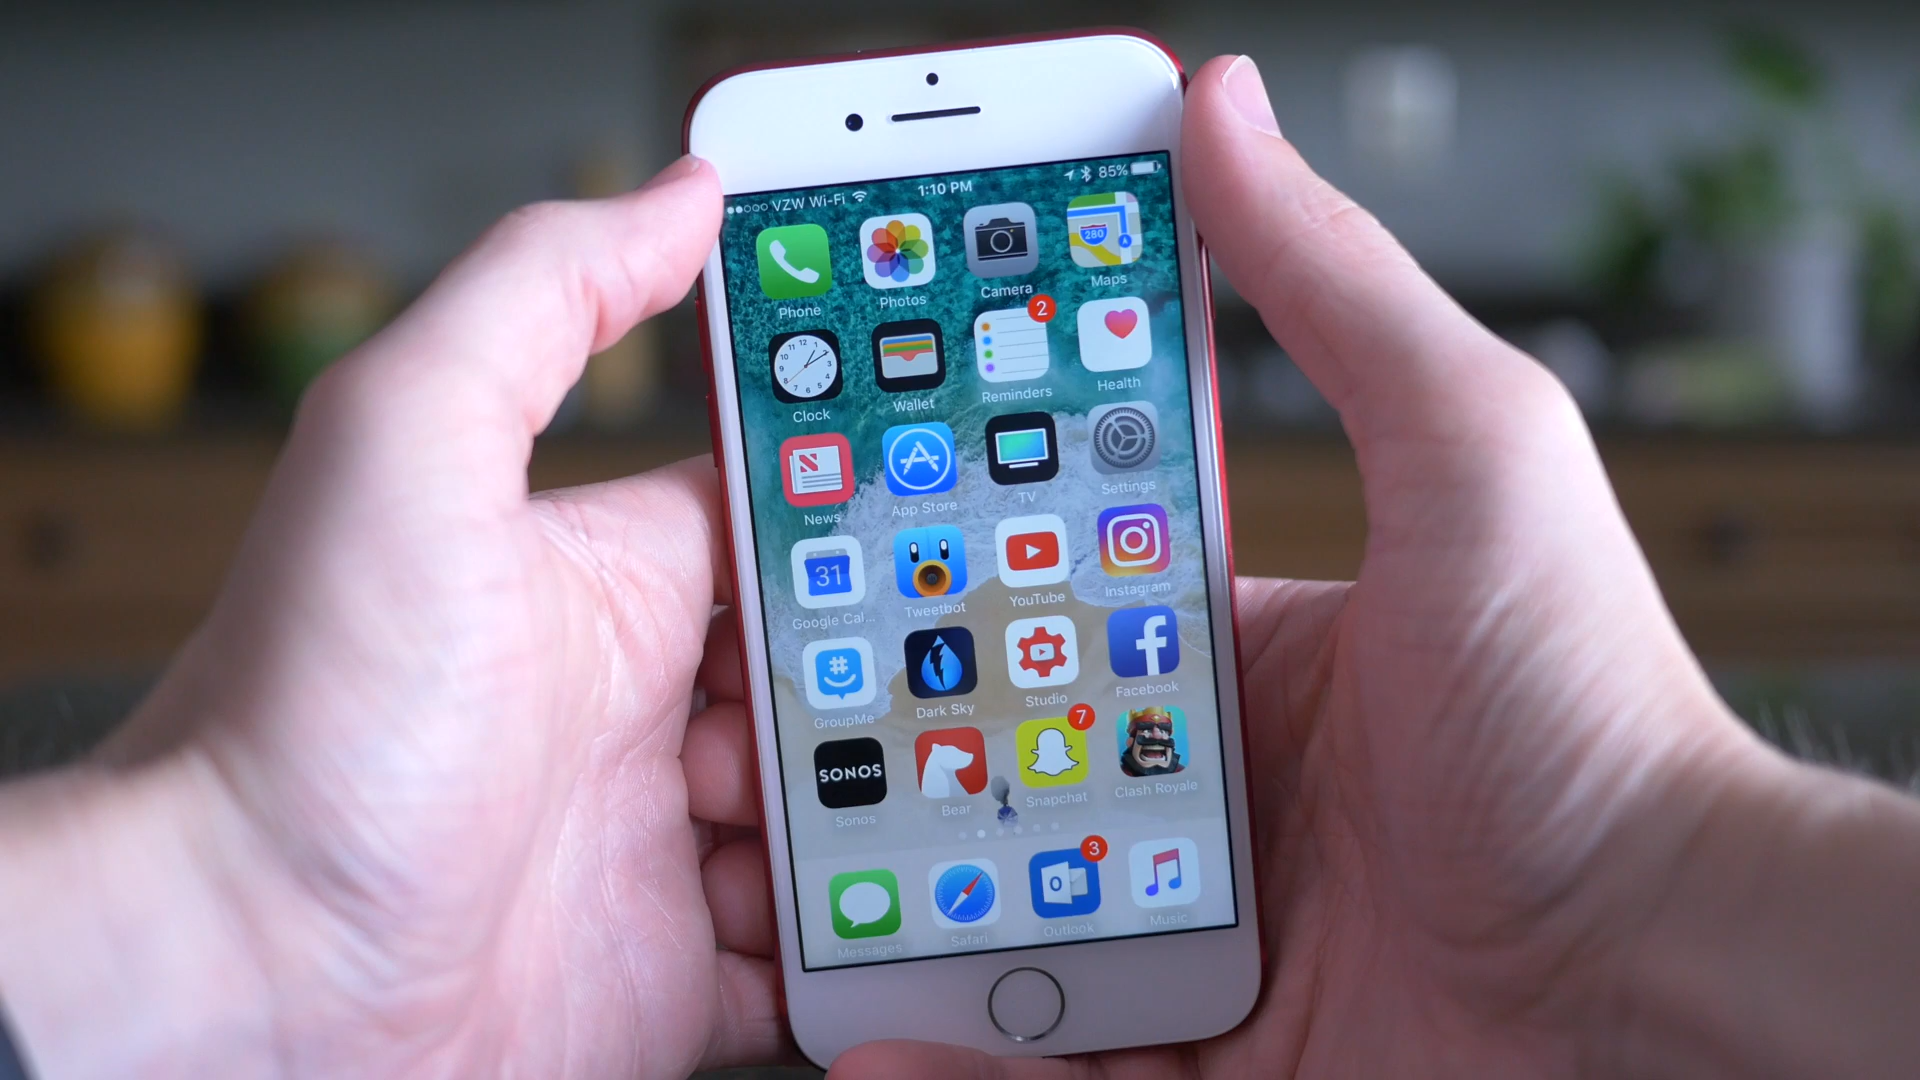 VZW Wi-Fi 1:10 PM 85%
Phone Photos Camera Maps
280
2
12
Clock Wallet Reminders Health
News App Store TV Settings
31
Google Cal... Tweetbot YouTube Instagram
#
GroupMe Dark Sky Studio Facebook
f
7
SONOS
Sonos Bear Snapchat Clash Royale
3
O
Messages Safari Outlook Music